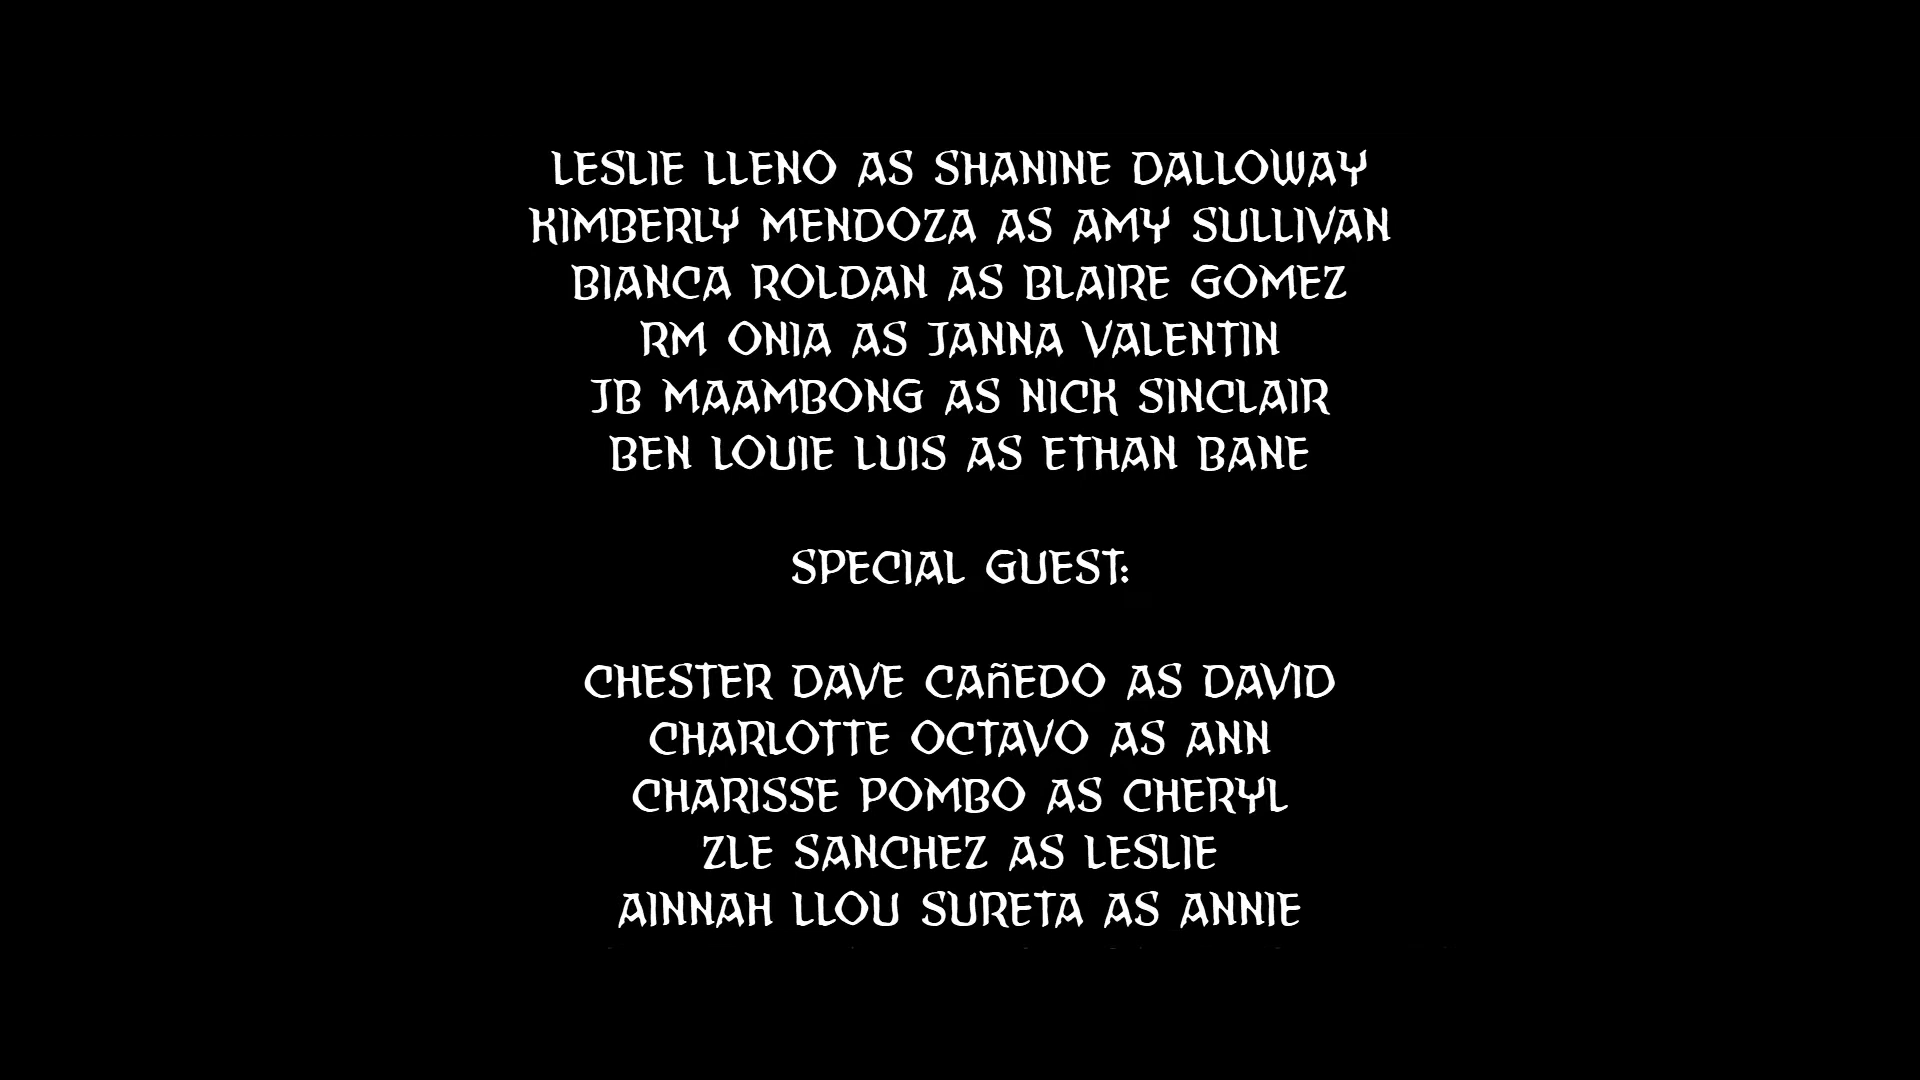 LESLIE LLENO AS SHANINE DALLOWAY
KIMBERLY MENDOZA AS AMY SULLIVAN
BIANCA ROLDAN AS BLAIRE GOMEZ
RM ONIA AS JANNA VALENTIN
JB MAAMBONG AS NICK SINCLAIR
BEN LOUIE LUIS AS ETHAN BANE
SPECIAL GUEST:
CHESTER DAVE CAñEDO AS DAVID
CHARLOTTE OCTAVO AS ANN
CHARISSE POMBO AS CHERYL
ZLE SANCHEZ AS LESLIE
AINNAH LLOU SURETA AS ANNIE